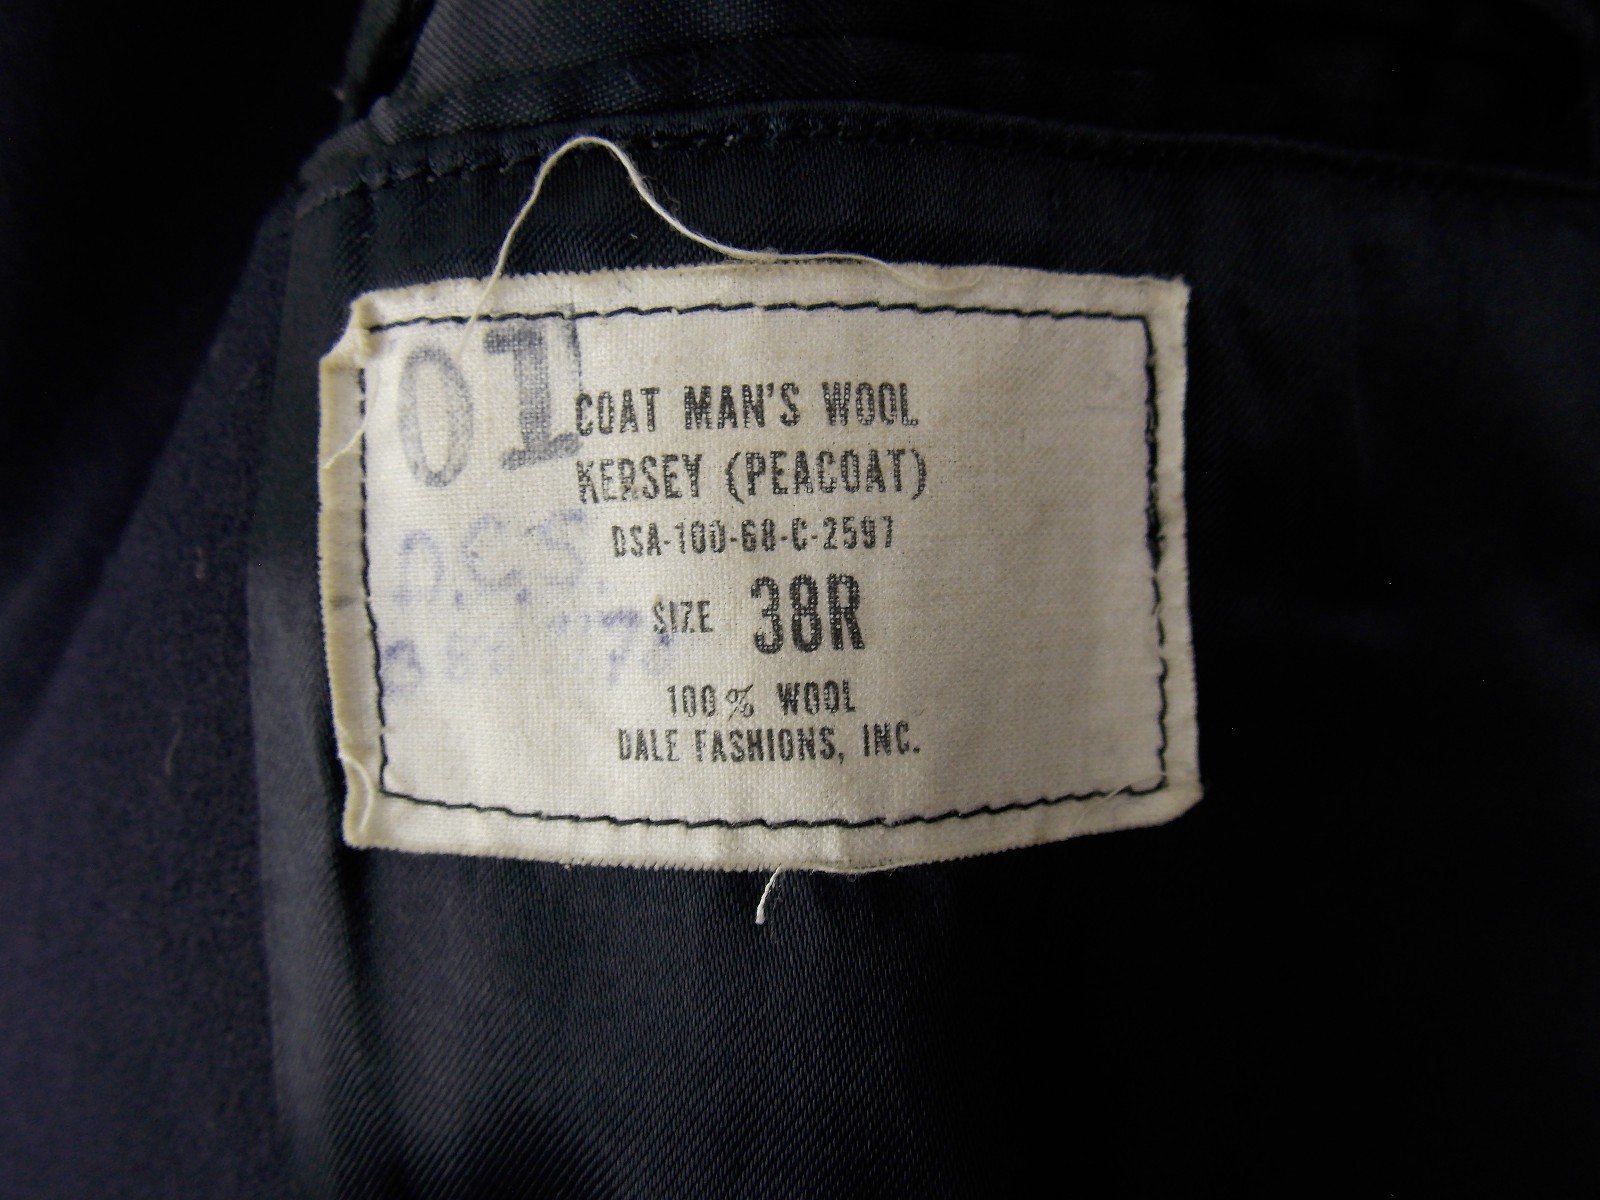 01
COAT MAN'S WOOL
KERSEY (PEACOAT)
DSA-100-68-C-2597
SIZE 38R
100% WOOL
DALE FASHIONS, INC.